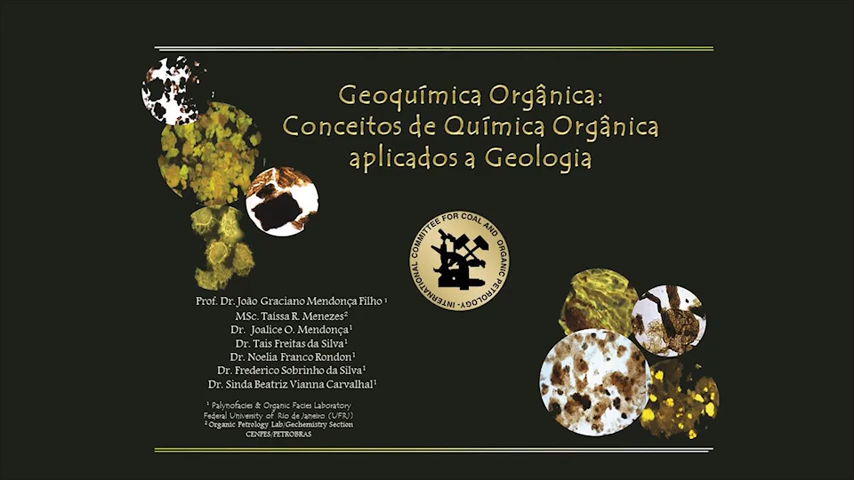 Geoquímica Orgânica:
Conceitos de Química Orgânica
aplicados a Geologia
INTERNATIONAL COMMITTEE FOR COAL AND ORGANIC PETROLOGY -
Prof. Dr. João Graciano Mendonça Filho ¹
MSc. Taíssa R. Menezes²
Dr. Joalice O. Mendonça¹
Dr. Tais Freitas da Silva¹
Dr. Noelia Franco Rondon¹
Dr. Frederico Sobrinho da Silva¹
Dr. Sinda Beatriz Vianna Carvalhal¹
¹ Palynofacies & Organic Facies Laboratory
Federal University of Rio de Janeiro (UFRJ)
² Organic Petrology Lab/Gechemistry Section
CENPES/PETROBRAS